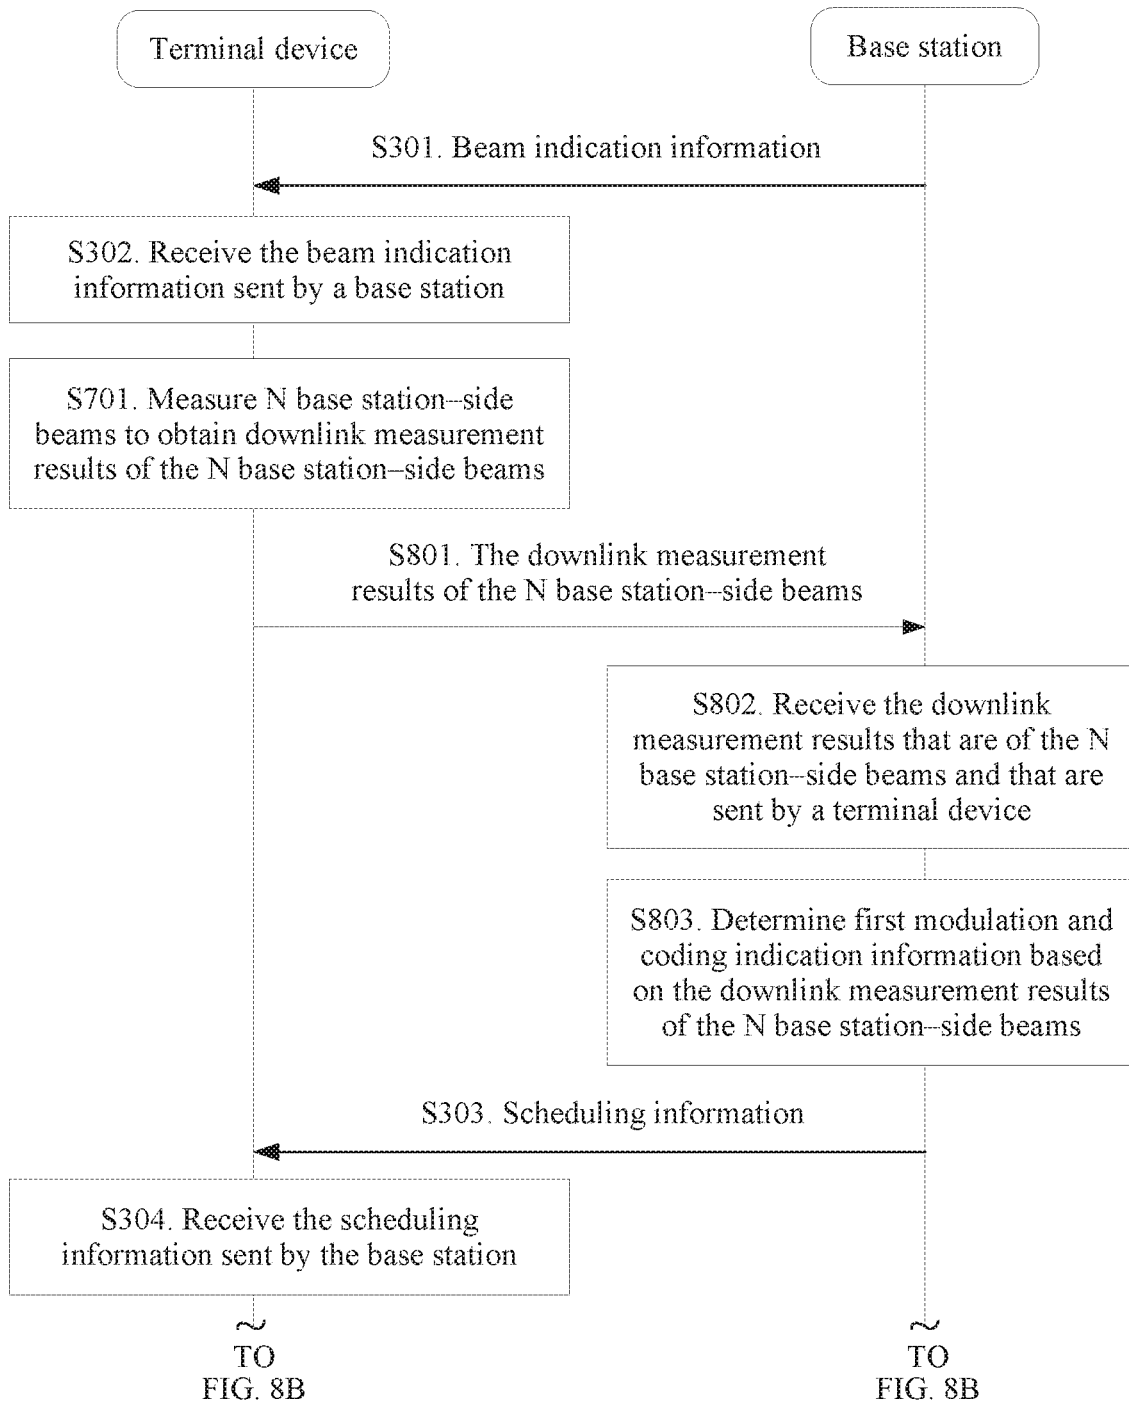 Terminal device
Base station
S301. Beam indication information
S302. Receive the beam indication
information sent by a base station
S701. Measure N base station--side
beams to obtain downlink measurement
results of the N base station--side beams
S801. The downlink measurement
results of the N base station--side beams
S802. Receive the downlink
measurement results that are of the N
base station--side beams and that are
sent by a terminal device
S803. Determine first modulation and
coding indication information based
on the downlink measurement results
of the N base station--side beams
S303. Scheduling information
S304. Receive the scheduling
information sent by the base station
~
TO
FIG. 8B
~
TO
FIG. 8B